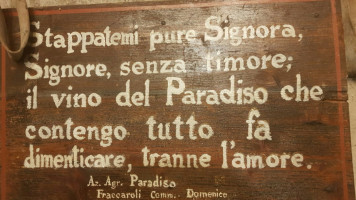 Stappatemi pure Signora,
Signore, senza timore;
il vino del Paradiso che
contengo tutto fa
dimenticare, tranne l'amore.
Az. Agr. Paradiso
Fraccaroli Comm. Domenico